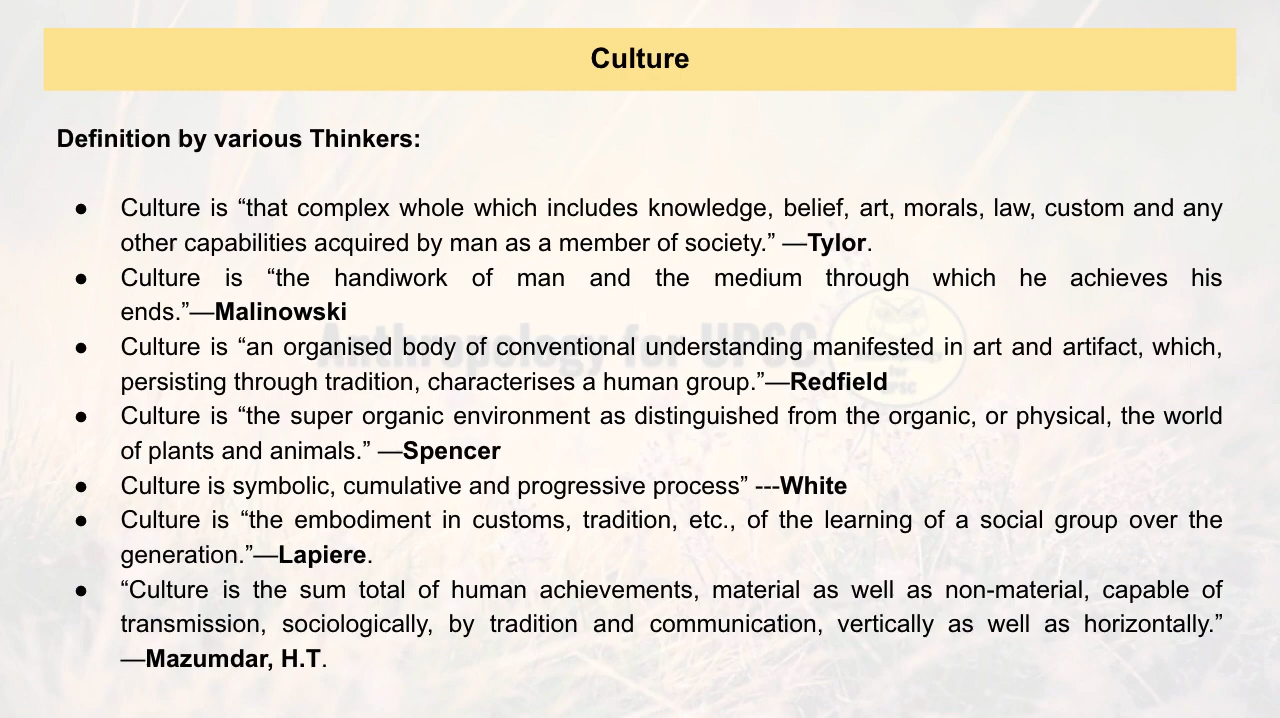 Culture
Definition by various Thinkers:
● Culture is “that complex whole which includes knowledge, belief, art, morals, law, custom and any
other capabilities acquired by man as a member of society.” —Tylor.
● Culture is “the handiwork of man and the medium through which he achieves his
ends.”—Malinowski
● Culture is “an organised body of conventional understanding manifested in art and artifact, which,
persisting through tradition, characterises a human group.”—Redfield
● Culture is “the super organic environment as distinguished from the organic, or physical, the world
of plants and animals.” —Spencer
● Culture is symbolic, cumulative and progressive process” ---White
● Culture is “the embodiment in customs, tradition, etc., of the learning of a social group over the
generation.”—Lapiere.
● “Culture is the sum total of human achievements, material as well as non-material, capable of
transmission, sociologically, by tradition and communication, vertically as well as horizontally.”
—Mazumdar, H.T.
Anthropology for UPSC
for
UPSC